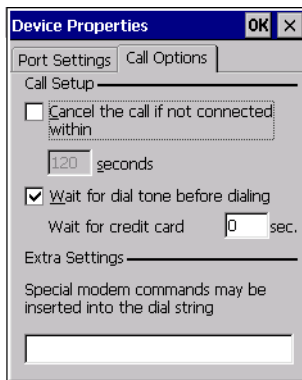 Device Properties OK ×
Port Settings Call Options
Call Setup
Cancel the call if not connected
within
120 seconds
Wait for dial tone before dialing
Wait for credit card 0 sec.
Extra Settings
Special modem commands may be
inserted into the dial string